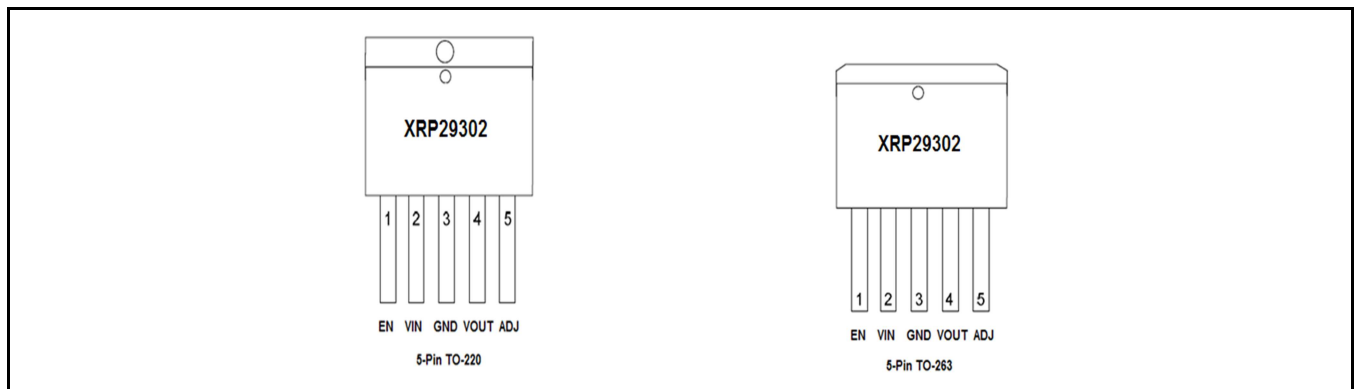 XRP29302
1 2 3 4 5
EN VIN GND VOUT ADJ
5-Pin TO-220
XRP29302
1 2 3 4 5
EN VIN GND VOUT ADJ
5-Pin TO-263